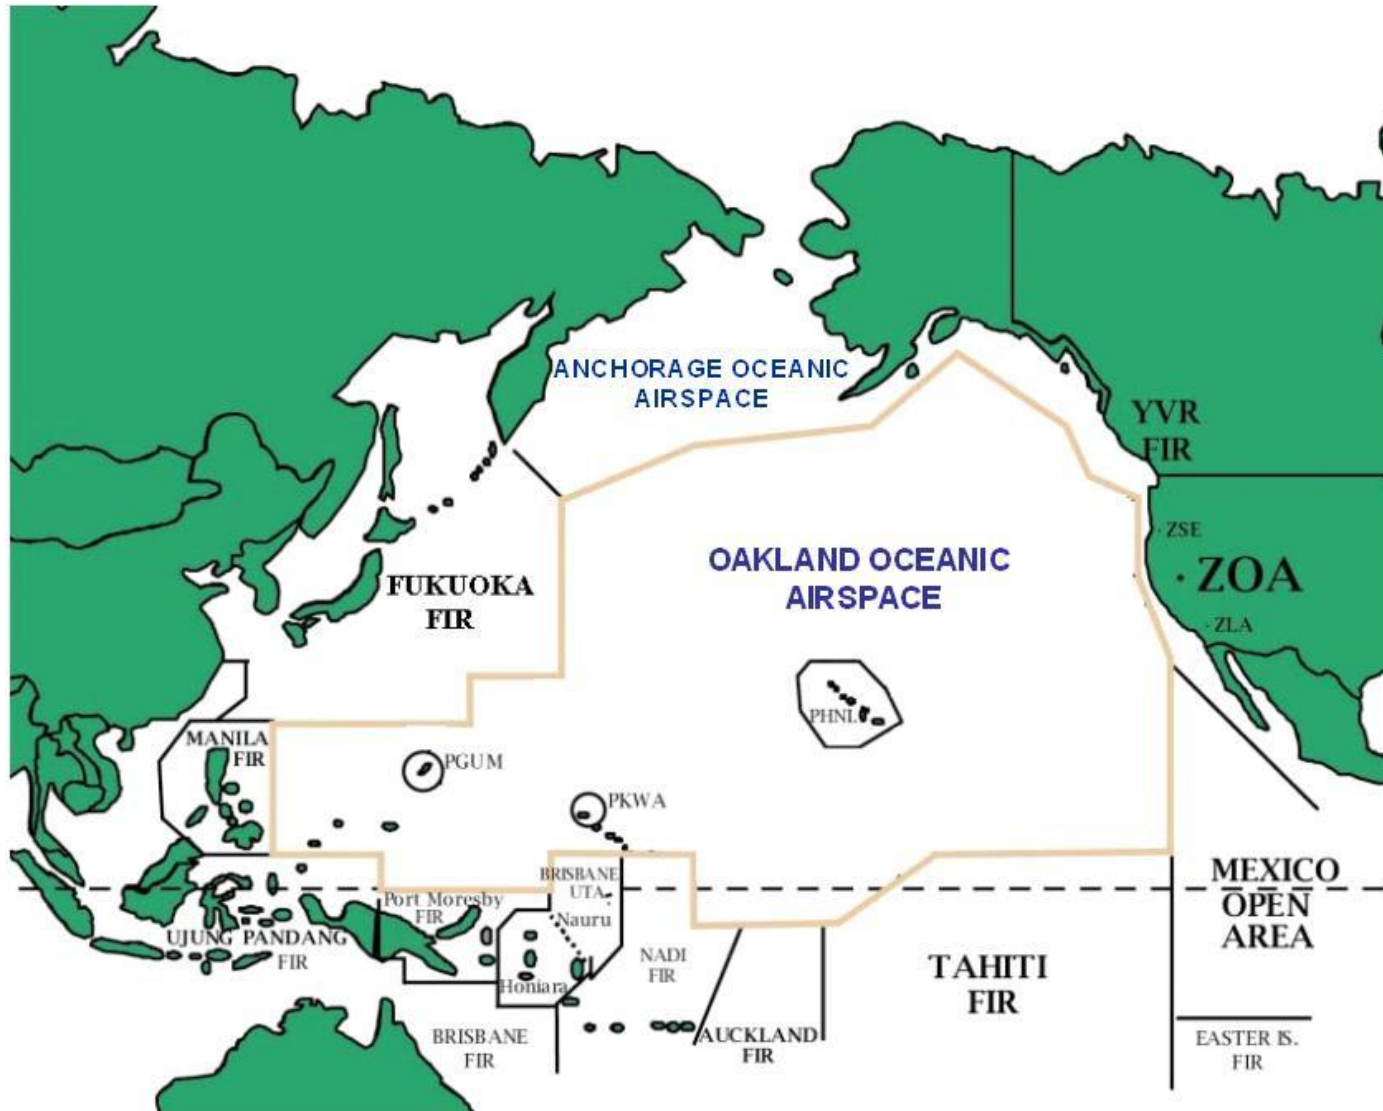 ANCHORAGE OCEANIC
AIRSPACE
YVR
FIR
ZSE
OAKLAND OCEANIC
AIRSPACE
ZOA
FUKUOKA
FIR
ZLA
PHNL
MANILA
FIR
PGUM
PKWA
BRISBANE
UTA
MEXICO
OPEN
AREA
Port Moresby
FIR
Nauru
UJUNG PANDANG
FIR
NADI
FIR
TAHITI
FIR
Honiara
BRISBANE
FIR
AUCKLAND
FIR
EASTER IS.
FIR